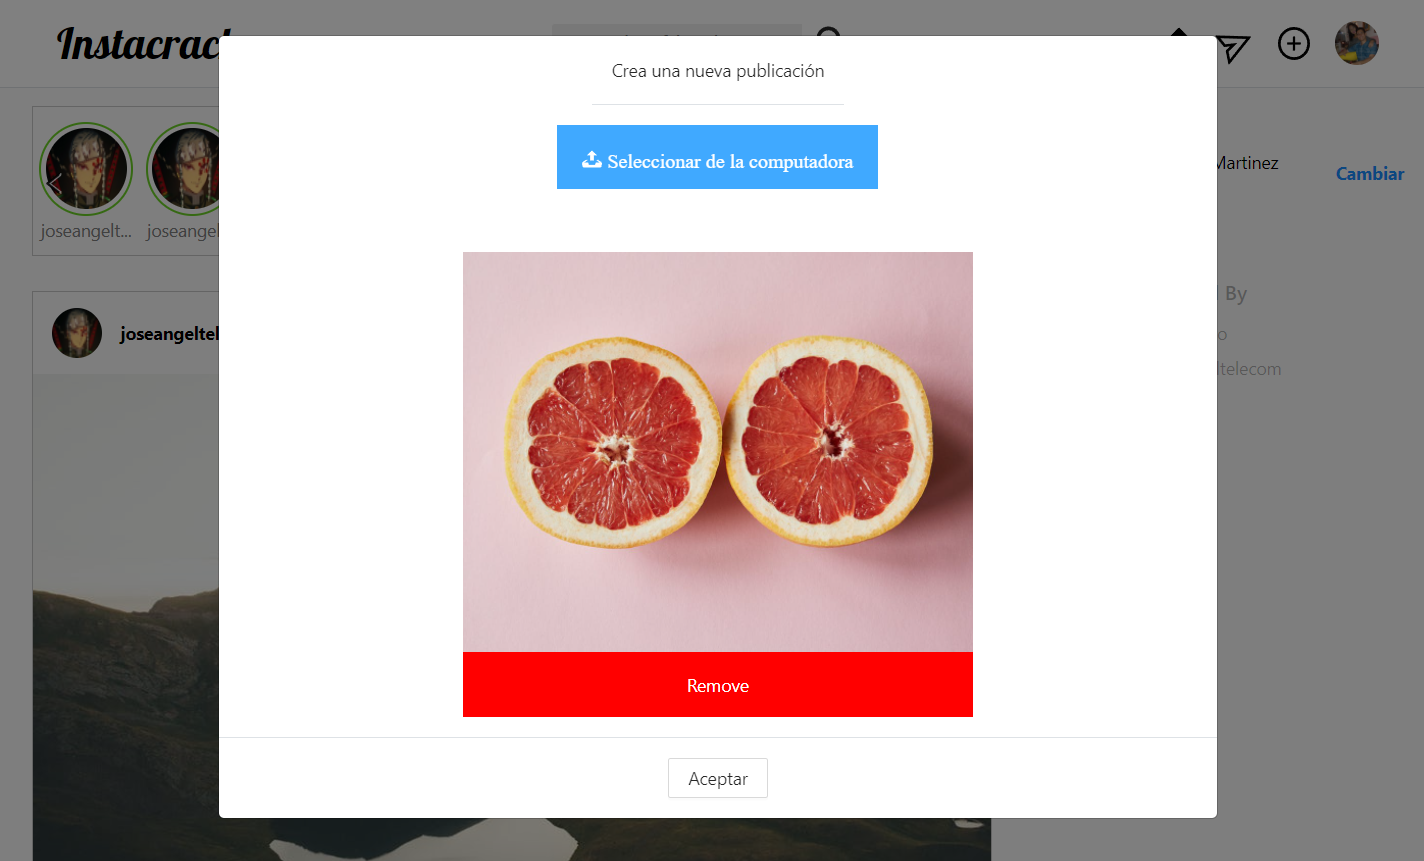 Instacrac
Crea una nueva publicación
Seleccionar de la computadora
Martinez
Cambiar
joseangelt...
joseangel
By
joseangeltel
o
ltelecom
Remove
Aceptar